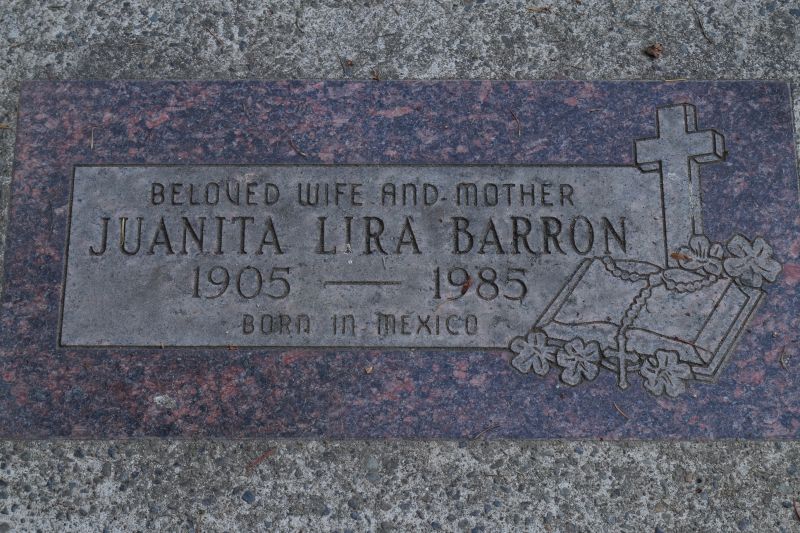 BELOVED WIFE AND MOTHER
JUANITA LIRA BARRON
1905 — 1985
BORN IN MEXICO